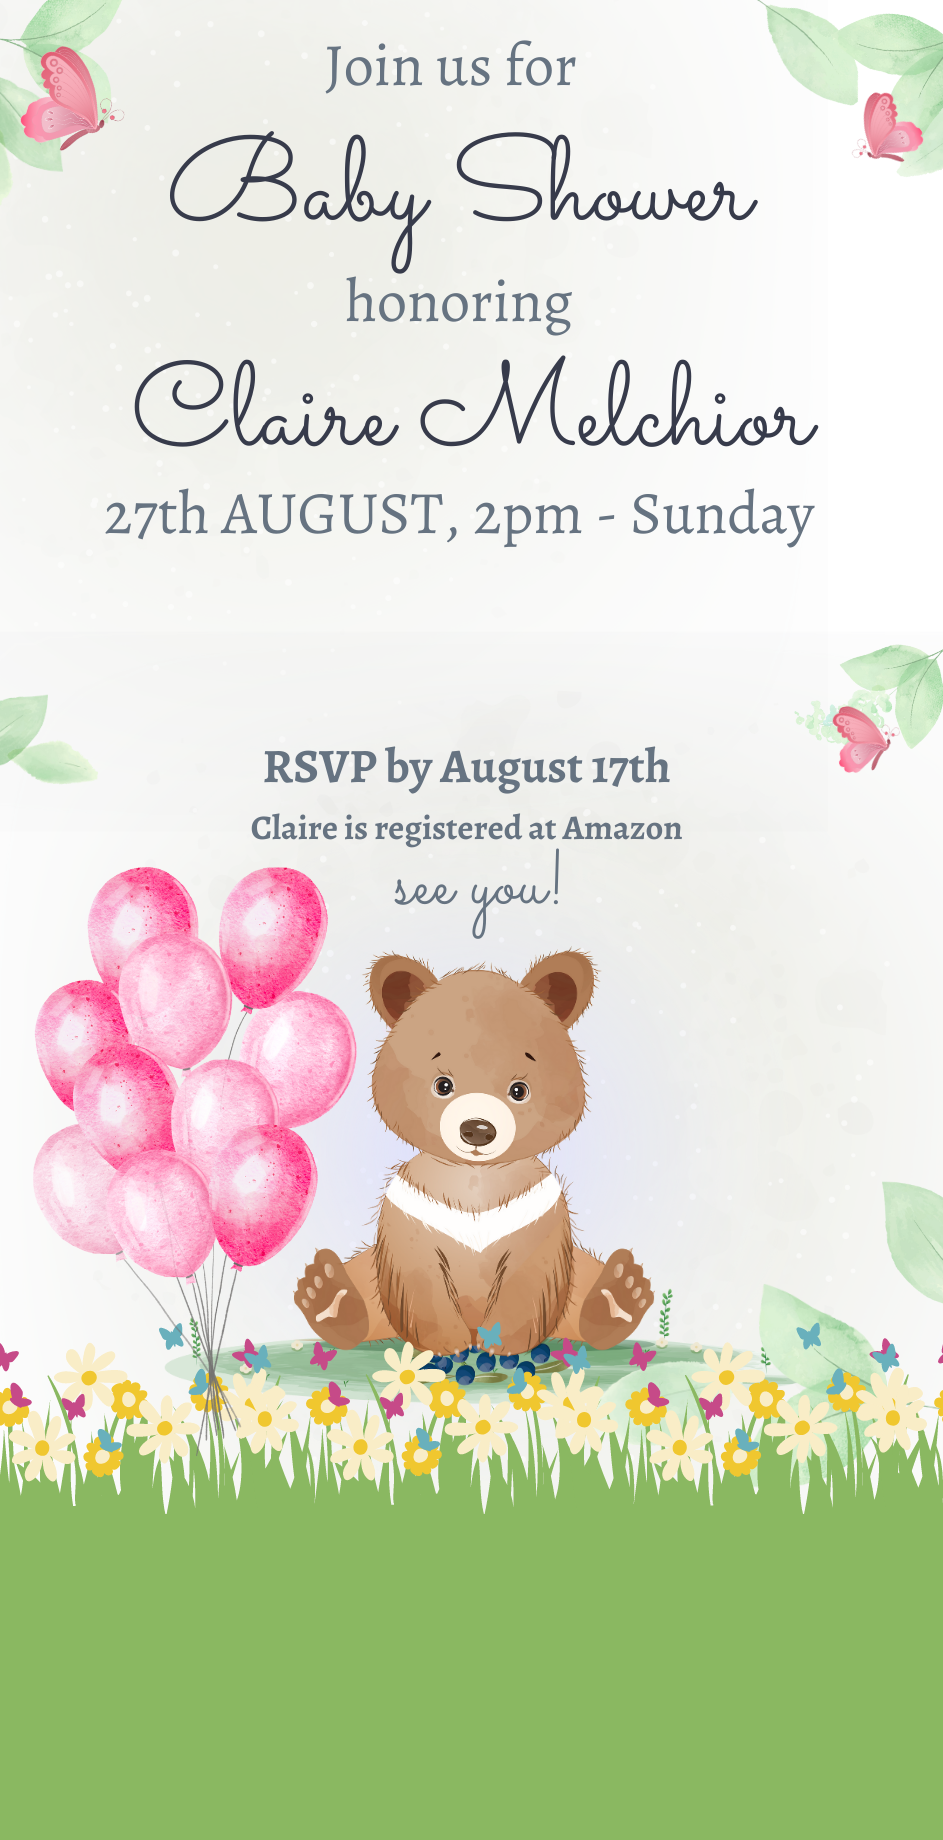 Join us for
Baby Shower
honoring
Claire Melchior
27th AUGUST, 2pm - Sunday
RSVP by August 17th
Claire is registered at Amazon
see you!